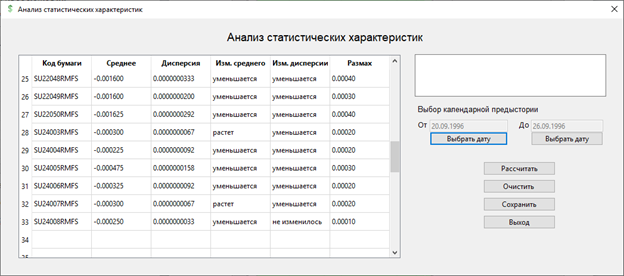 Анализ статистических характеристик
Анализ статистических характеристик
Код бумаги Среднее Дисперсия Изм. среднего Изм. дисперсии Размах
25 SU22048RMFS -0.001600 0.0000000333 уменьшается уменьшается 0.00040
26 SU22049RMFS -0.001600 0.0000000200 уменьшается уменьшается 0.00030
27 SU22050RMFS -0.001625 0.0000000292 уменьшается уменьшается 0.00040
28 SU24003RMFS -0.000300 0.0000000067 растет уменьшается 0.00020
29 SU24004RMFS -0.000225 0.0000000092 уменьшается уменьшается 0.00020
30 SU24005RMFS -0.000475 0.0000000158 уменьшается уменьшается 0.00030
31 SU24006RMFS -0.000325 0.0000000092 уменьшается уменьшается 0.00020
32 SU24007RMFS -0.000300 0.0000000067 растет уменьшается 0.00020
33 SU24008RMFS -0.000250 0.0000000033 уменьшается не изменилось 0.00010
34
Выбор календарной предыстории
От 20.09.1996 До 26.09.1996
Выбрать дату Выбрать дату
Рассчитать
Очистить
Сохранить
Выход